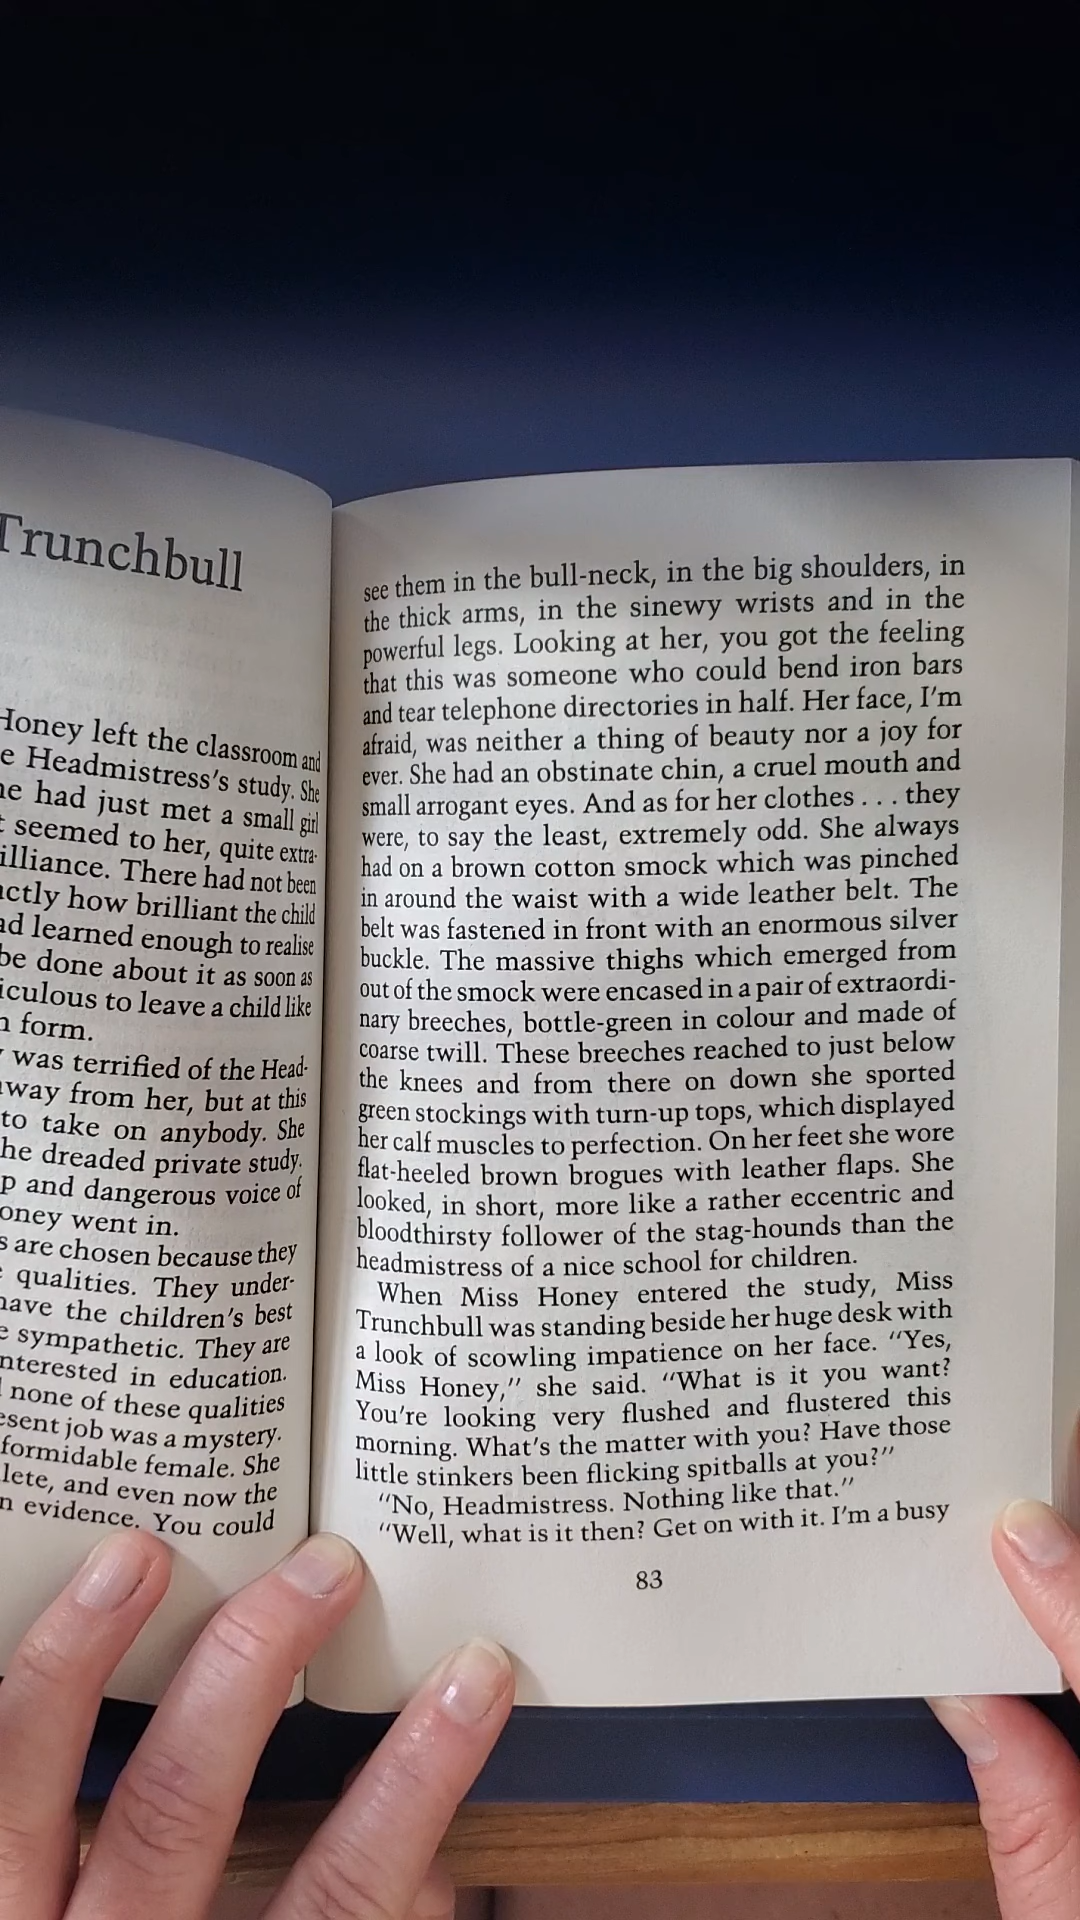 Trunchbull
Honey left the classroom and
Headmistress's study. She
had just met a small girl
seemed to her, quite extra-
There had not been
how brilliant the child
learned enough to realise
be done about it as soon as
to leave a child like
form.
was terrified of the Head-
from her, but at this
to take on anybody. She
dreaded private study.
and dangerous voice of
went in.
are chosen because they
qualities. They under-
the children's best
sympathetic. They are
in education.
none of these qualities
job was a mystery.
formidable female. She
and even now the
evidence. You could
see them in the bull-neck, in the big shoulders, in
the thick arms, in the sinewy wrists and in the
powerful legs. Looking at her, you got the feeling
that this was someone who could bend iron bars
and tear telephone directories in half. Her face, I'm
afraid, was neither a thing of beauty nor a joy for
ever. She had an obstinate chin, a cruel mouth and
small arrogant eyes. And as for her clothes . . . they
were, to say the least, extremely odd. She always
had on a brown cotton smock which was pinched
in around the waist with a wide leather belt. The
belt was fastened in front with an enormous silver
buckle. The massive thighs which emerged from
out of the smock were encased in a pair of extraordi-
nary breeches, bottle-green in colour and made of
coarse twill. These breeches reached to just below
the knees and from there on down she sported
green stockings with turn-up tops, which displayed
her calf muscles to perfection. On her feet she wore
flat-heeled brown brogues with leather flaps. She
looked, in short, more like a rather eccentric and
bloodthirsty follower of the stag-hounds than the
headmistress of a nice school for children.
When Miss Honey entered the study, Miss
Trunchbull was standing beside her huge desk with
a look of scowling impatience on her face. "Yes,
Miss Honey," she said. "What is it you want?
You're looking very flushed and flustered this
morning. What's the matter with you? Have those
little stinkers been flicking spitballs at you?"
"No, Headmistress. Nothing like that."
"Well, what is it then? Get on with it. I'm a busy
83